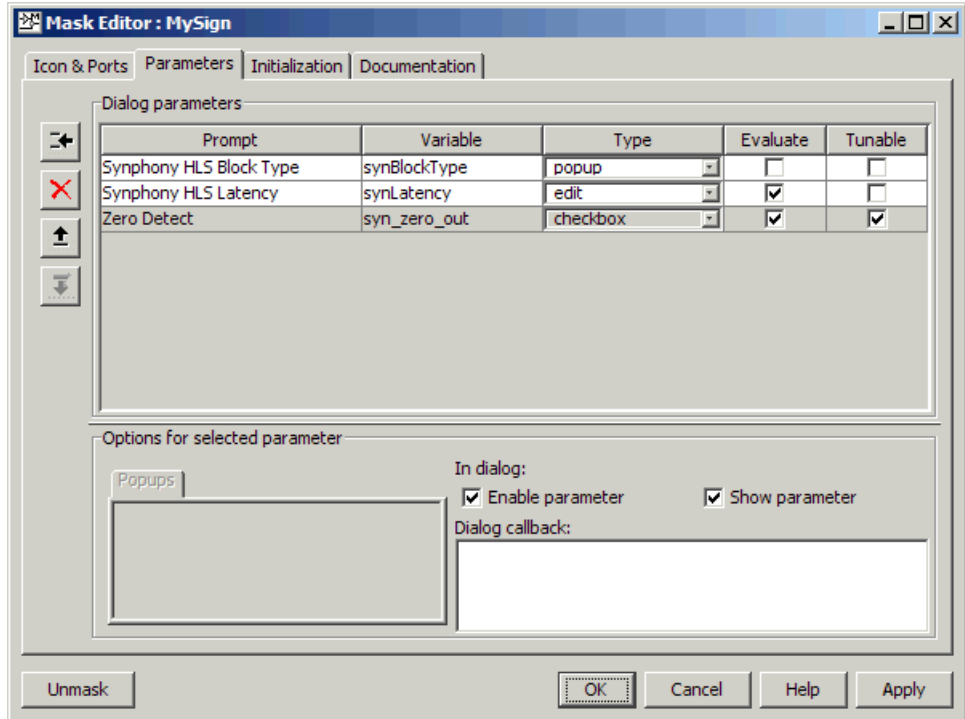 Mask Editor : MySign
Icon & Ports Parameters Initialization Documentation
Dialog parameters
Prompt Variable Type Evaluate Tunable
Synphony HLS Block Type synBlockType popup
Synphony HLS Latency synLatency edit
Zero Detect syn_zero_out checkbox
Options for selected parameter
Popups
In dialog:
Enable parameter Show parameter
Dialog callback:
Unmask OK Cancel Help Apply